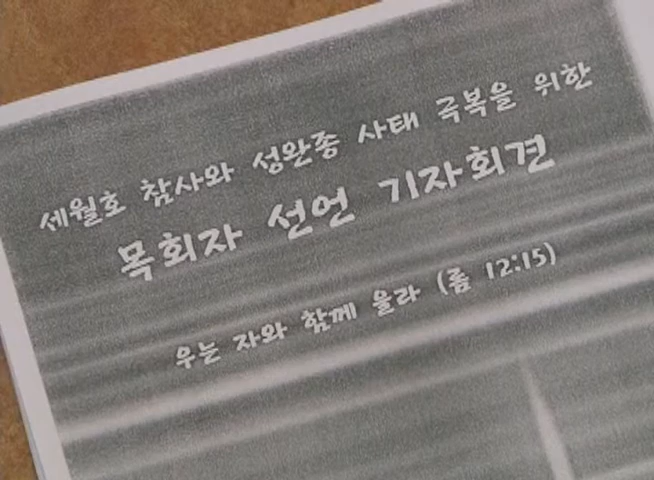 세월호 참사와 성완종 사태 극복을 위한
목회자 선언 기자회견
우는 자와 함께 울라 (롬 12:15)